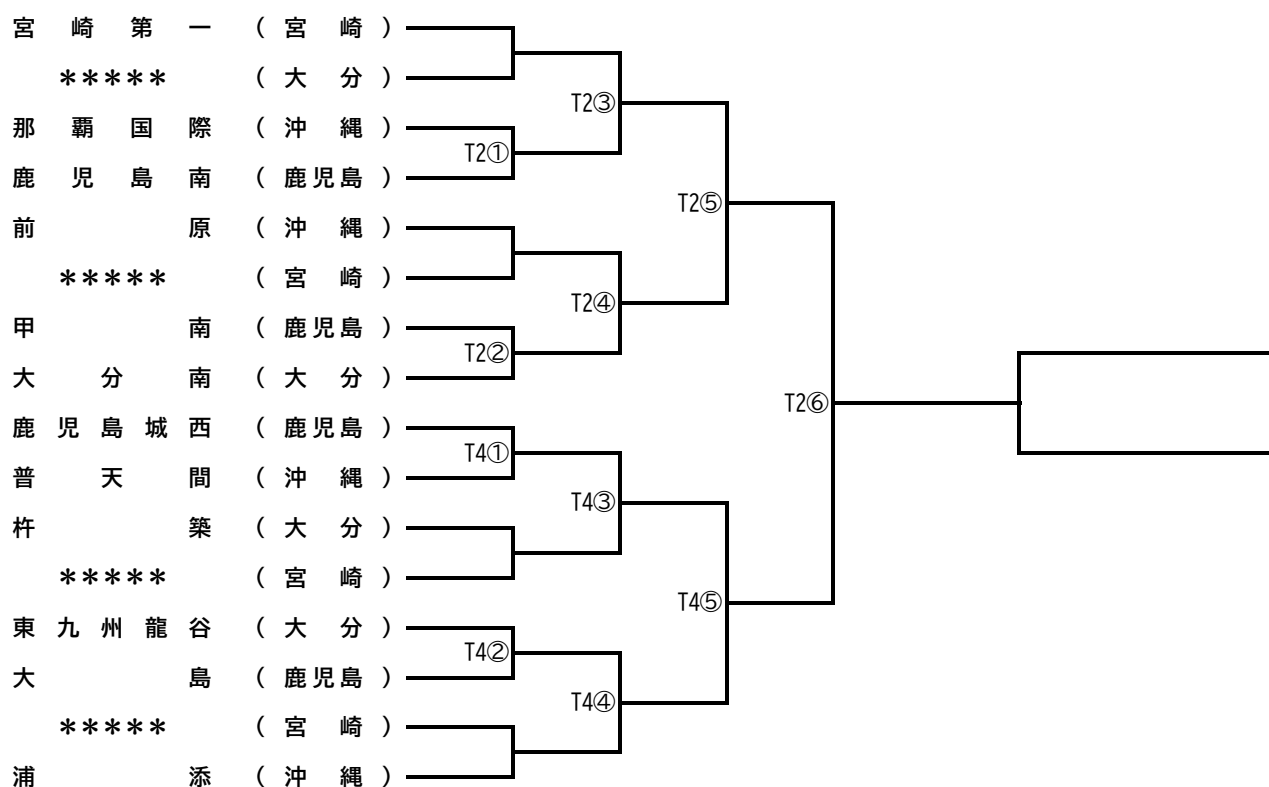 宮崎第一 (宮崎)
***** (大分)
T2③
那覇国際 (沖縄)
T2①
鹿児島南 (鹿児島)
T2⑤
前原 (沖縄)
***** (宮崎)
T2④
甲南 (鹿児島)
T2②
大分南 (大分)
T2⑥
鹿児島城西 (鹿児島)
T4①
普天間 (沖縄)
T4③
杵築 (大分)
***** (宮崎)
T4⑤
東九州龍谷 (大分)
T4②
大島 (鹿児島)
T4④
***** (宮崎)
浦添 (沖縄)